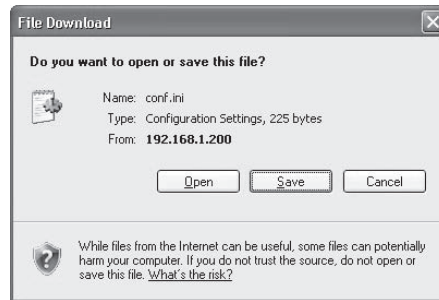 File Download
Do you want to open or save this file?
Name: conf.ini
Type: Configuration Settings, 225 bytes
From: 192.168.1.200
Open Save Cancel
While files from the Internet can be useful, some files can potentially
harm your computer. If you do not trust the source, do not open or
save this file. What's the risk?